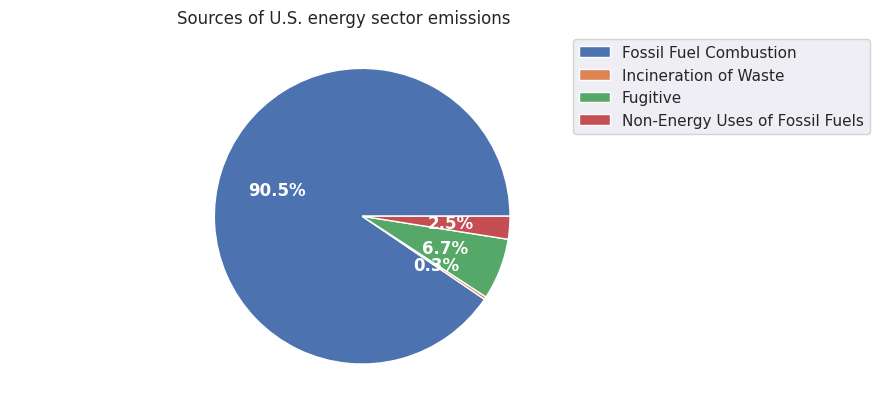 Sources of U.S. energy sector emissions
Fossil Fuel Combustion
Incineration of Waste
Fugitive
Non-Energy Uses of Fossil Fuels
90.5%
2.5%
6.7%
0.3%